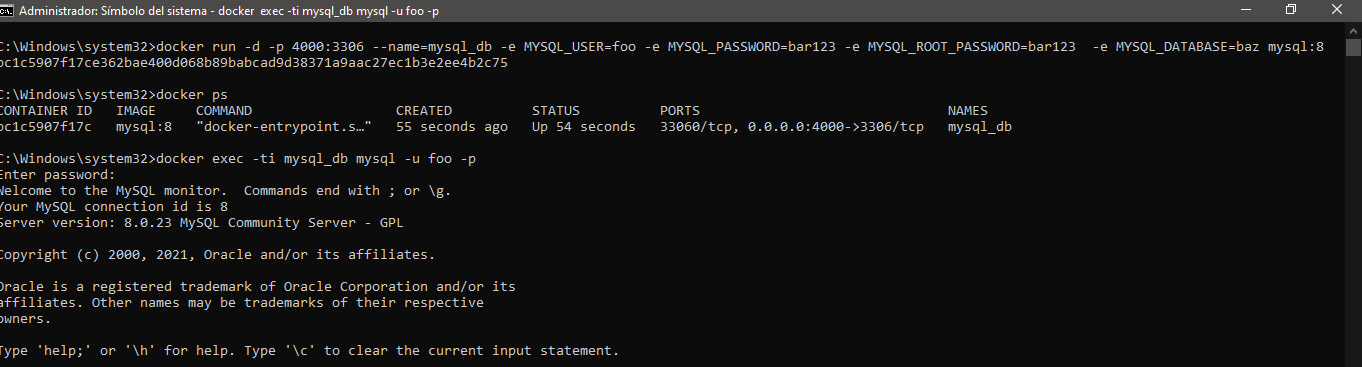 Administrador: Símbolo del sistema - docker exec -ti mysql_db mysql -u foo -p
C:\Windows\system32>docker run -d -p 4000:3306 --name=mysql_db -e MYSQL_USER=foo -e MYSQL_PASSWORD=bar123 -e MYSQL_ROOT_PASSWORD=bar123  -e MYSQL_DATABASE=baz mysql:8
bc1c5907f17ce362bae400d068b89babcad9d38371a9aac27ec1b3e2ee4b2c75
C:\Windows\system32>docker ps
CONTAINER ID   IMAGE     COMMAND                  CREATED          STATUS          PORTS                               NAMES
bc1c5907f17c   mysql:8   "docker-entrypoint.s…"   55 seconds ago   Up 54 seconds   33060/tcp, 0.0.0.0:4000->3306/tcp   mysql_db
C:\Windows\system32>docker exec -ti mysql_db mysql -u foo -p
Enter password:
Welcome to the MySQL monitor.  Commands end with ; or \g.
Your MySQL connection id is 8
Server version: 8.0.23 MySQL Community Server - GPL
Copyright (c) 2000, 2021, Oracle and/or its affiliates.
Oracle is a registered trademark of Oracle Corporation and/or its
affiliates. Other names may be trademarks of their respective
owners.
Type 'help;' or '\h' for help. Type '\c' to clear the current input statement.